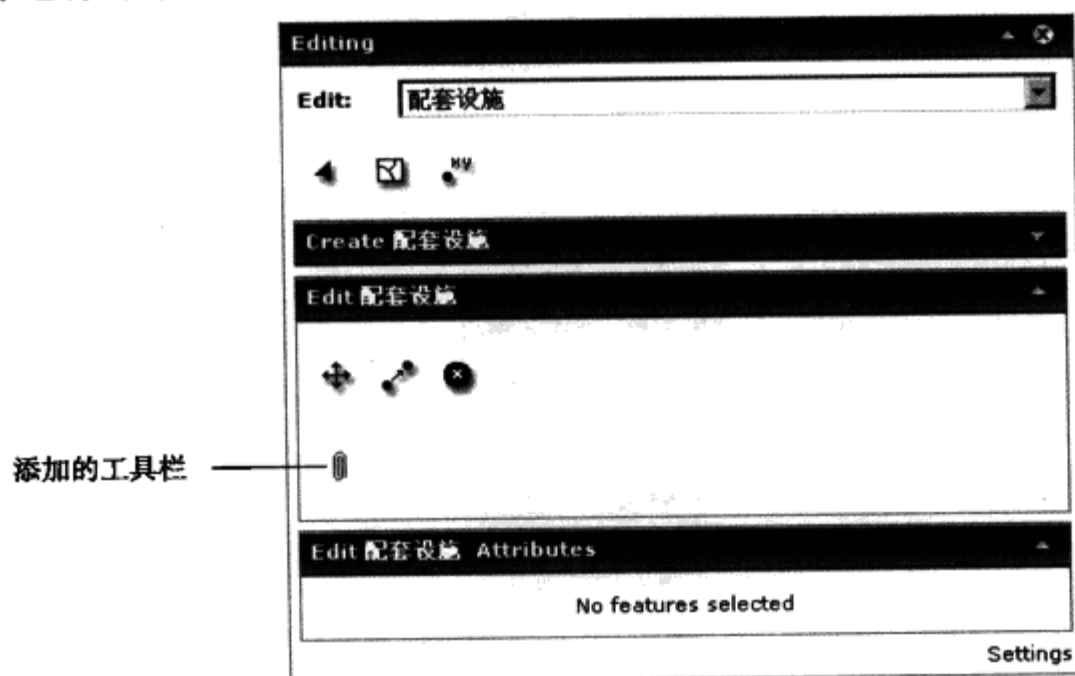 Editing
Edit: 配套设施
Create 配套设施
Edit 配套设施
添加的工具栏
Edit 配套设施 Attributes
No features selected
Settings